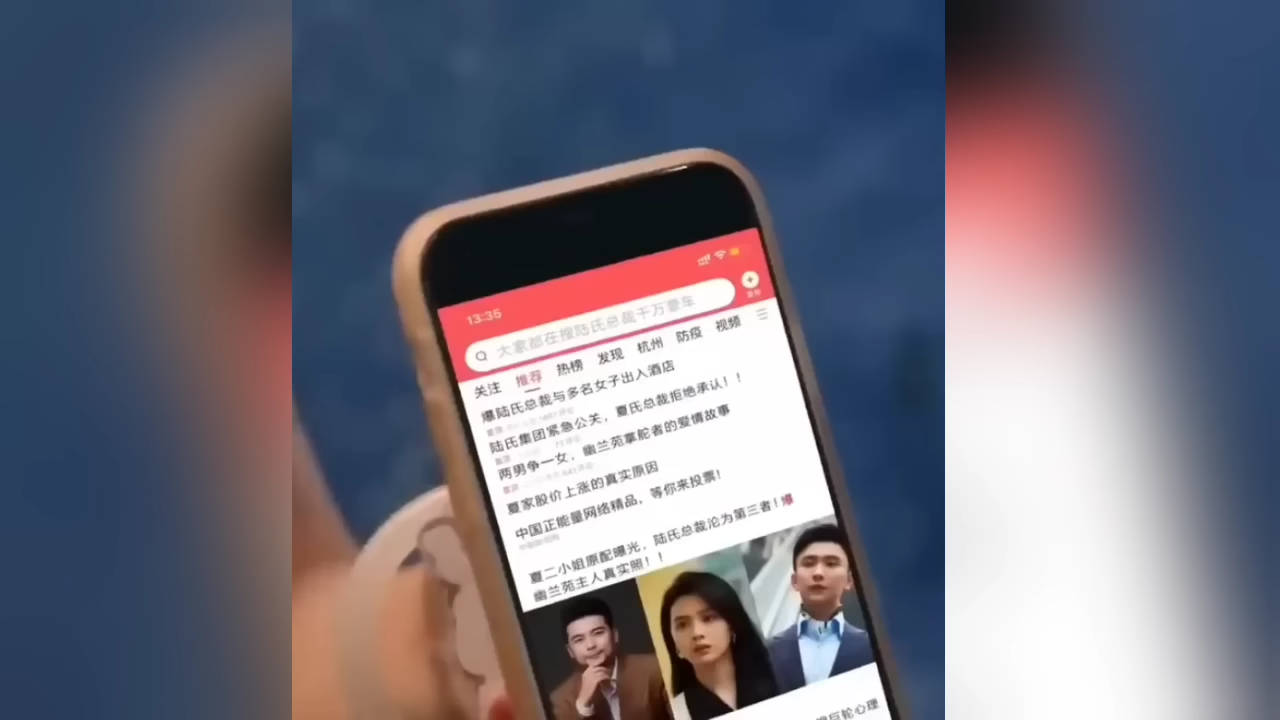 13:35
大家都在搜陆氏总裁千万豪车
关注 推荐 热榜 发现 杭州 防疫 视频
爆陆氏总裁与多名女子出入酒店
陆氏集团紧急公关，夏氏总裁拒绝承认！！
两男争一女，幽兰苑掌舵者的爱情故事
夏家股价上涨的真实原因
中国正能量网络精品，等你来投票！
夏二小姐原配曝光，陆氏总裁沦为第三者！爆
幽兰苑主人真实照！！
巨轮心理